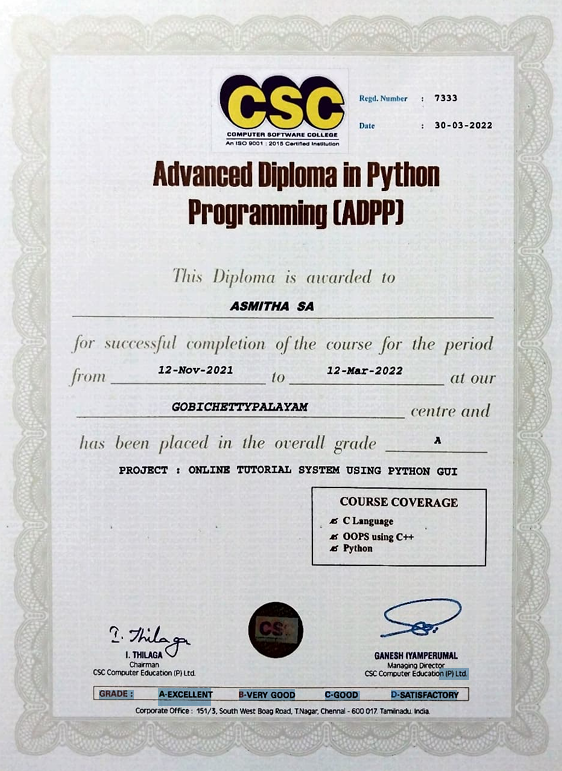 CSC
COMPUTER SOFTWARE COLLEGE
An ISO 9001 : 2015 Certified Institution
Regd. Number : 7333
Date : 30-03-2022
Advanced Diploma in Python
Programming (ADPP)
This Diploma is awarded to
ASMITHA SA
for successful completion of the course for the period
from 12-Nov-2021 to 12-Mar-2022 at our
GOBICHETTYPALAYAM centre and
has been placed in the overall grade A
PROJECT : ONLINE TUTORIAL SYSTEM USING PYTHON GUI
COURSE COVERAGE
C Language
OOPS using C++
Python
I. Thilaga
CSC
I. THILAGA
Chairman
CSC Computer Education (P) Ltd.
GANESH IYAMPERUMAL
Managing Director
CSC Computer Education (P) Ltd.
GRADE : A-EXCELLENT B-VERY GOOD C-GOOD D-SATISFACTORY
Corporate Office : 151/3, South West Boag Road, T.Nagar, Chennai - 600 017. Tamilnadu. India.